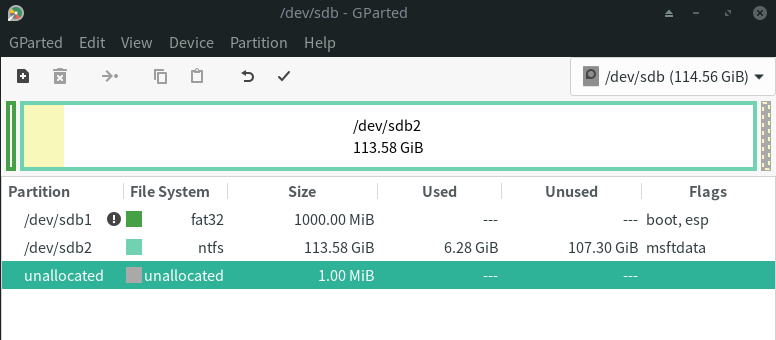 /dev/sdb - GParted
GParted Edit View Device Partition Help
/dev/sdb (114.56 GiB)
/dev/sdb2
113.58 GiB
Partition File System Size Used Unused Flags
/dev/sdb1 fat32 1000.00 MiB --- --- boot, esp
/dev/sdb2 ntfs 113.58 GiB 6.28 GiB 107.30 GiB msftdata
unallocated unallocated 1.00 MiB --- ---